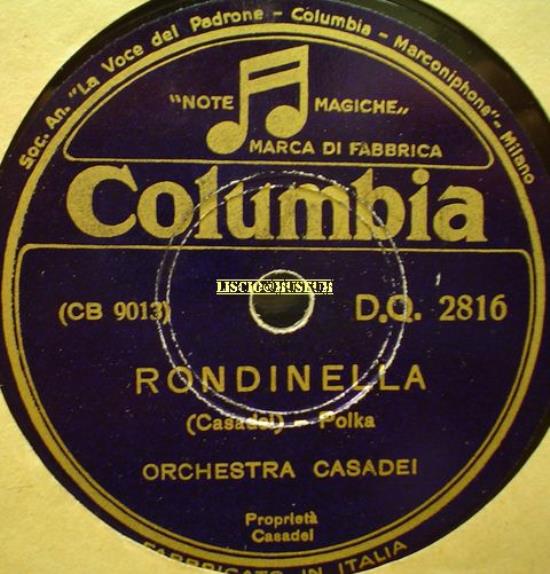 Soc. An. "La Voce del Padrone - Columbia - Marconiphone" - Milano
"NOTE MAGICHE„
MARCA DI FABBRICA
Columbia
LISCIO@MUSEUM
(CB 9013) D.Q. 2816
RONDINELLA
(Casadei) - Polka
ORCHESTRA CASADEI
Proprietà
Casadei
FABBRICATO IN ITALIA